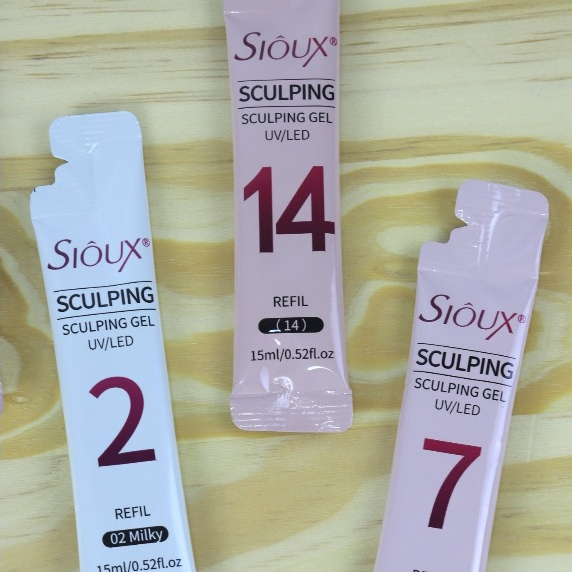 SIÔUX®
SCULPING
SCULPING GEL
UV/LED
14
REFIL
(14)
15ml/0.52fl.oz
SIÔUX®
SCULPING
SCULPING GEL
UV/LED
2
REFIL
02 Milky
15ml/0.52fl.oz
SIÔUX®
SCULPING
SCULPING GEL
UV/LED
7